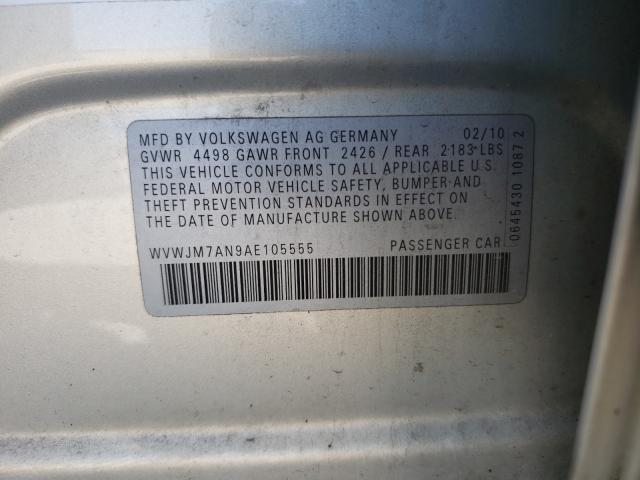 MFD BY VOLKSWAGEN AG GERMANY 02/10
GVWR 4498 GAWR FRONT 2426 / REAR 2183 LBS
THIS VEHICLE CONFORMS TO ALL APPLICABLE U.S.
FEDERAL MOTOR VEHICLE SAFETY, BUMPER AND
THEFT PREVENTION STANDARDS IN EFFECT ON
THE DATE OF MANUFACTURE SHOWN ABOVE.
WVWJM7AN9AE105555 PASSENGER CAR
0645430 1087 2